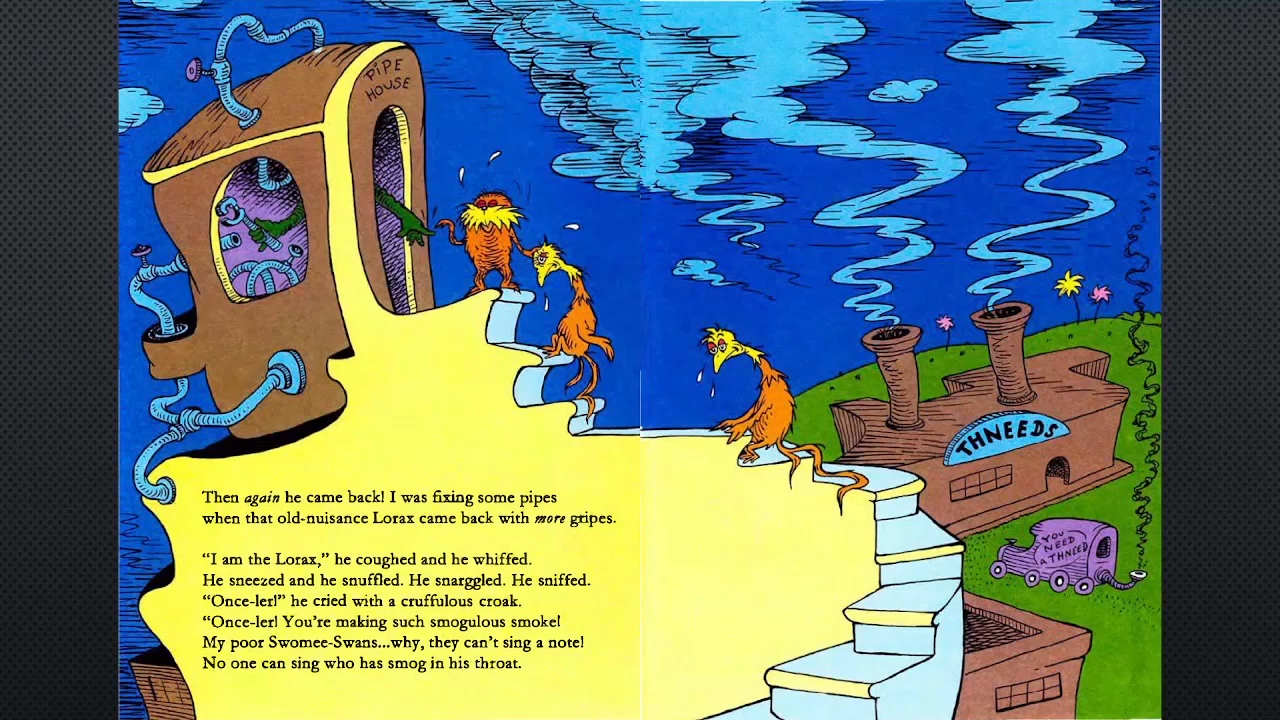 PIPE
HOUSE
THNEEDS
YOU
NEED
A THNEED
Then again he came back! I was fixing some pipes
when that old-nuisance Lorax came back with more gripes.
“I am the Lorax,” he coughed and he whiffed.
He sneezed and he snuffled. He snarggled. He sniffed.
“Once-ler!” he cried with a cruffulous croak.
“Once-ler! You’re making such smogulous smoke!
My poor Swomee-Swans...why, they can’t sing a note!
No one can sing who has smog in his throat.